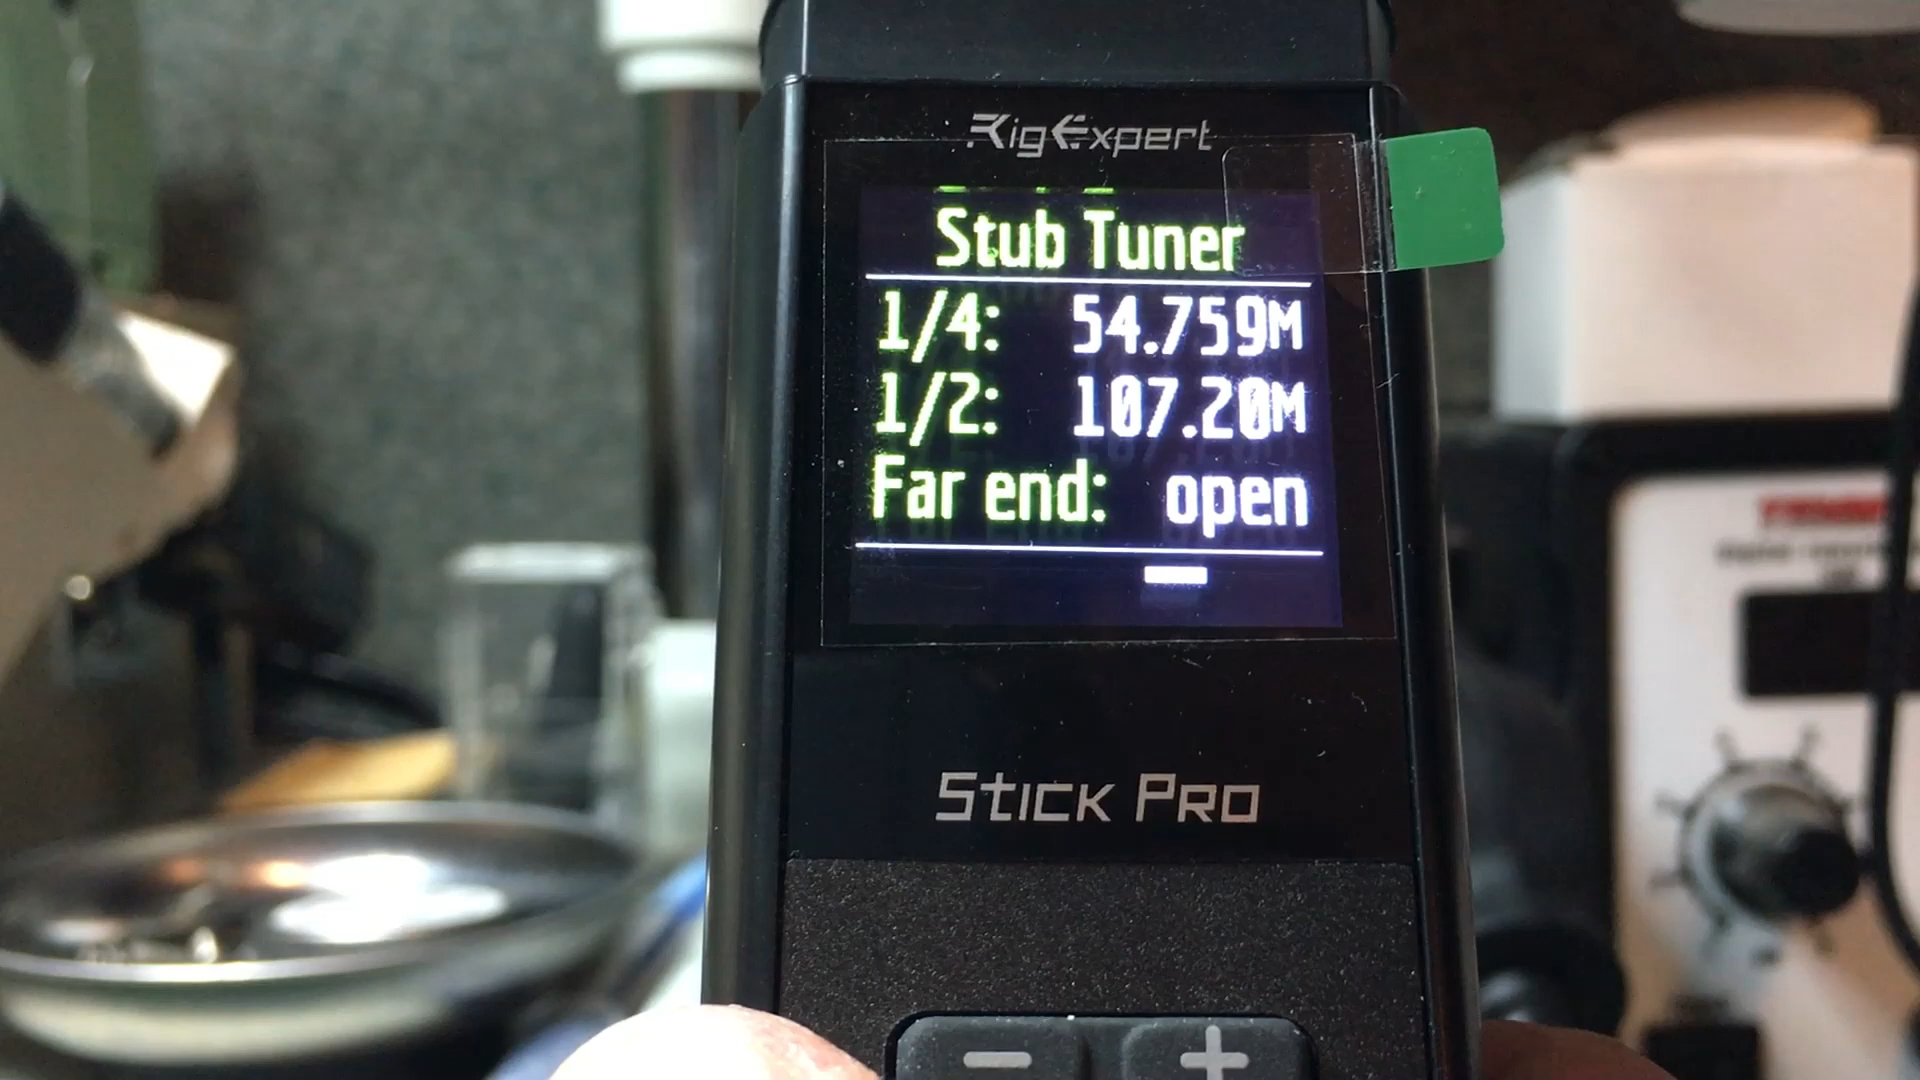 RigExpert
Stub Tuner
1/4: 54.759M
1/2: 107.20M
Far end: open
Stick Pro
- +